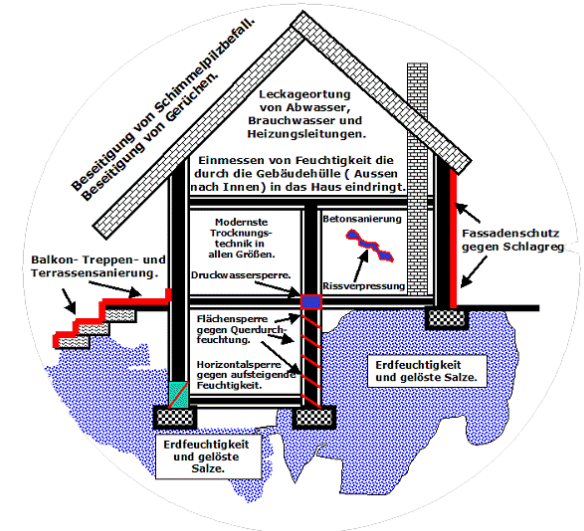 Beseitigung von Schimmelpilzbefall.
Beseitigung von Gerüchen.
Leckageortung
von Abwasser,
Brauchwasser und
Heizungsleitungen.
Einmessen von Feuchtigkeit die
durch die Gebäudehülle ( Aussen
nach Innen) in das Haus eindringt.
Modernste
Trocknungs-
technik in
allen Größen.
Betonsanierung
Rissverpressung
Druckwassersperre.
Fassadenschutz
gegen Schlagreg
Balkon- Treppen- und
Terrassensanierung.
Flächensperre
gegen Querdurch-
feuchtung.
Horizontalsperre
gegen aufsteigende
Feuchtigkeit.
Erdfeuchtigkeit
und gelöste Salze.
Erdfeuchtigkeit
und gelöste
Salze.